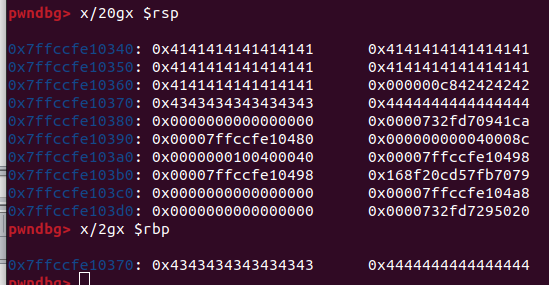 pwndbg> x/20gx $rsp
0x7ffccfe10340: 0x4141414141414141 0x4141414141414141
0x7ffccfe10350: 0x4141414141414141 0x4141414141414141
0x7ffccfe10360: 0x4141414141414141 0x000000c842424242
0x7ffccfe10370: 0x4343434343434343 0x4444444444444444
0x7ffccfe10380: 0x0000000000000000 0x0000732fd70941ca
0x7ffccfe10390: 0x00007ffccfe10480 0x000000000040008c
0x7ffccfe103a0: 0x0000000100400040 0x00007ffccfe10498
0x7ffccfe103b0: 0x00007ffccfe10498 0x168f20cd57fb7079
0x7ffccfe103c0: 0x0000000000000000 0x00007ffccfe104a8
0x7ffccfe103d0: 0x0000000000000000 0x0000732fd7295020
pwndbg> x/2gx $rbp
0x7ffccfe10370: 0x4343434343434343 0x4444444444444444
pwndbg>